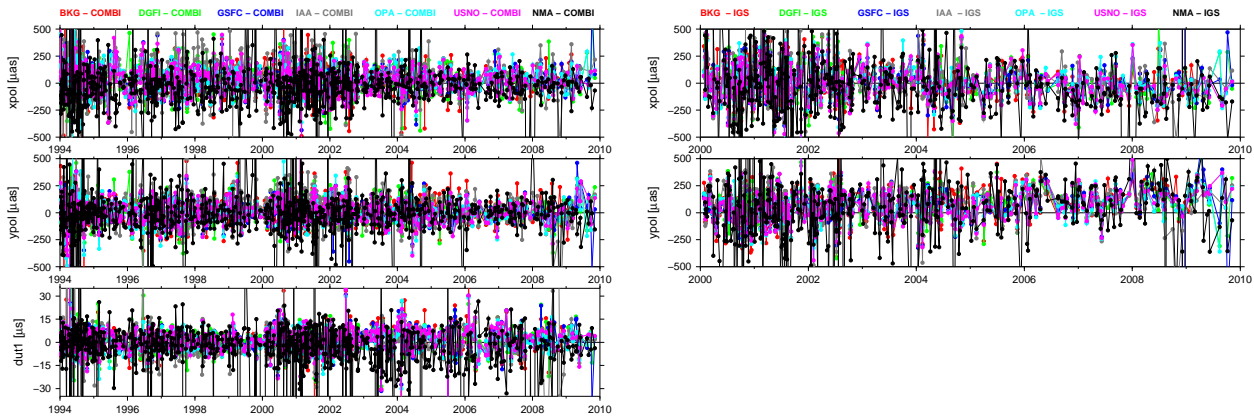 BKG – COMBI DGFI – COMBI GSFC – COMBI IAA – COMBI OPA – COMBI USNO – COMBI NMA – COMBI
500
250
0
−250
−500
xpol [µas]
1994 1996 1998 2000 2002 2004 2006 2008 2010
500
250
0
−250
−500
ypol [µas]
1994 1996 1998 2000 2002 2004 2006 2008 2010
30
15
0
−15
−30
dut1 [µs]
1994 1996 1998 2000 2002 2004 2006 2008 2010
BKG – IGS DGFI – IGS GSFC – IGS IAA – IGS OPA – IGS USNO – IGS NMA – IGS
500
250
0
−250
−500
xpol [µas]
2000 2002 2004 2006 2008 2010
500
250
0
−250
−500
ypol [µas]
2000 2002 2004 2006 2008 2010